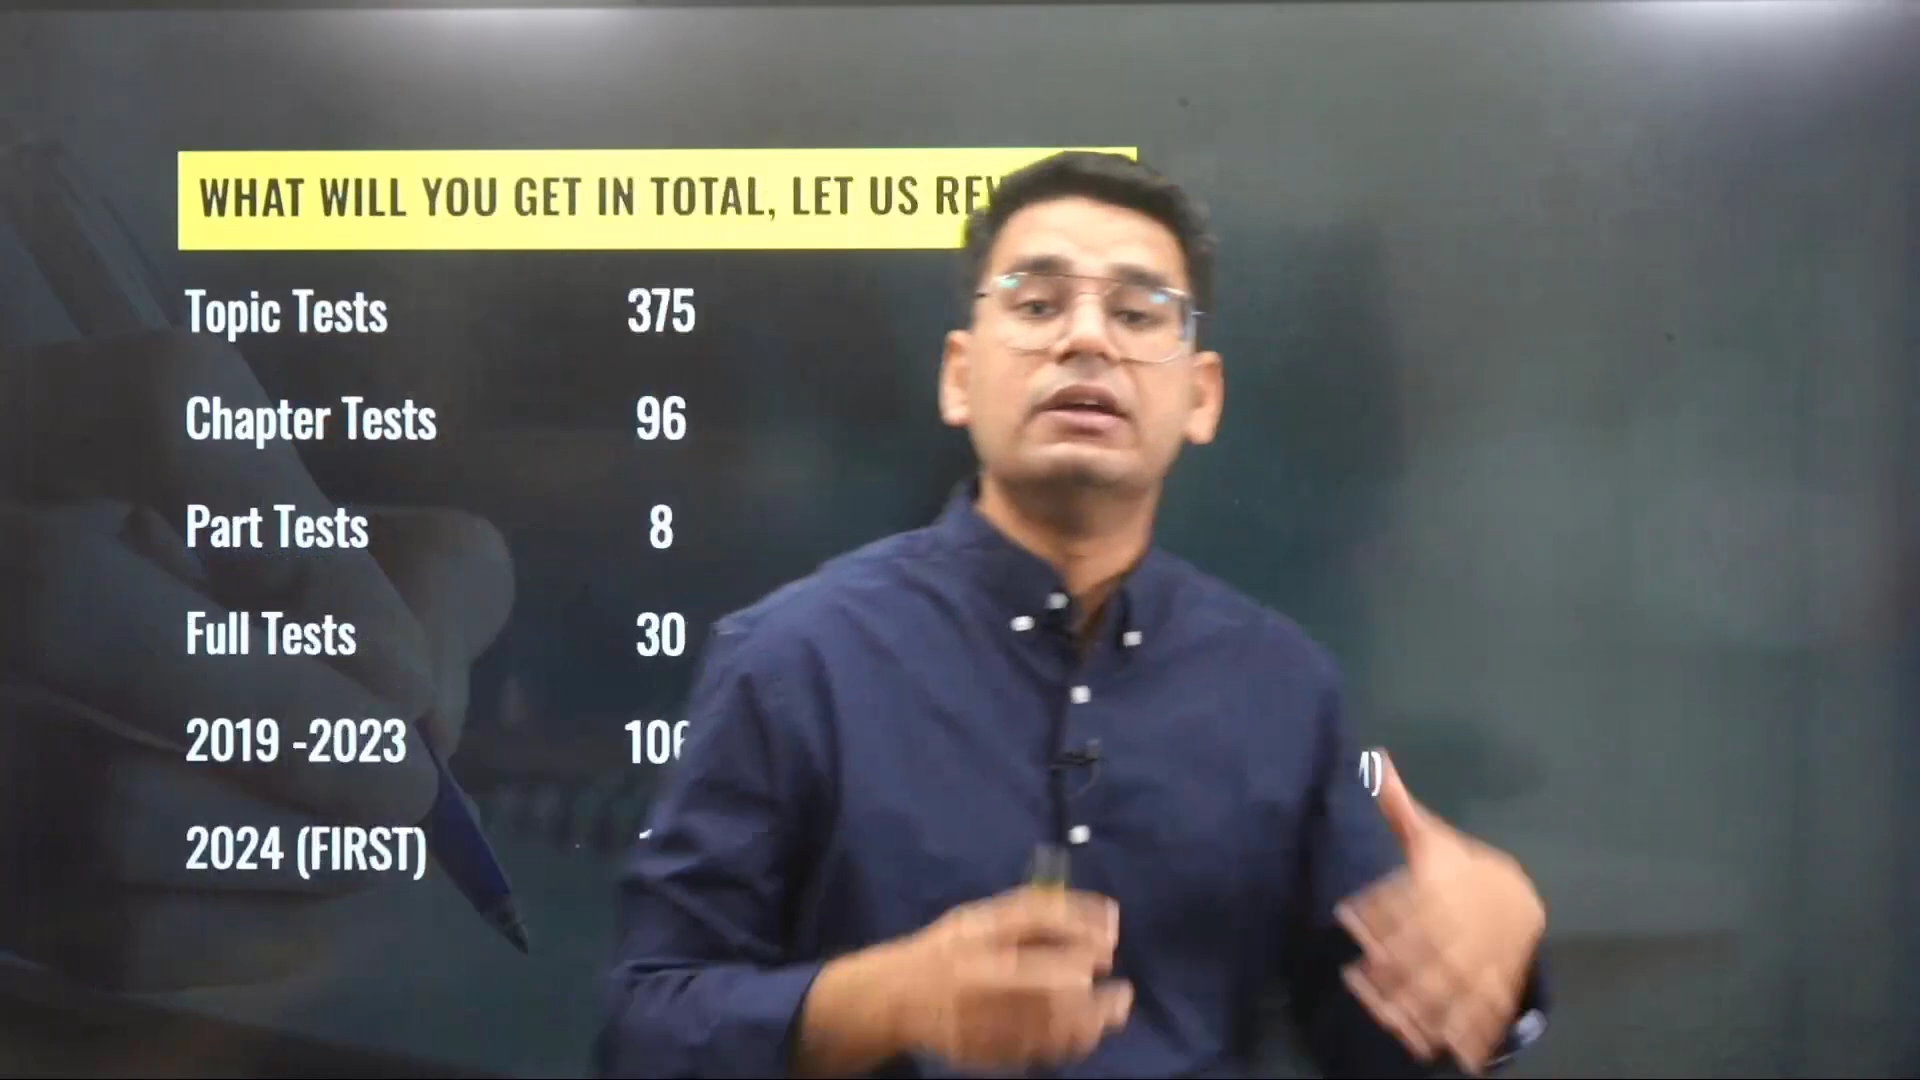 WHAT WILL YOU GET IN TOTAL, LET US
Topic Tests 375
Chapter Tests 96
Part Tests 8
Full Tests 30
2019 -2023 106
2024 (FIRST)